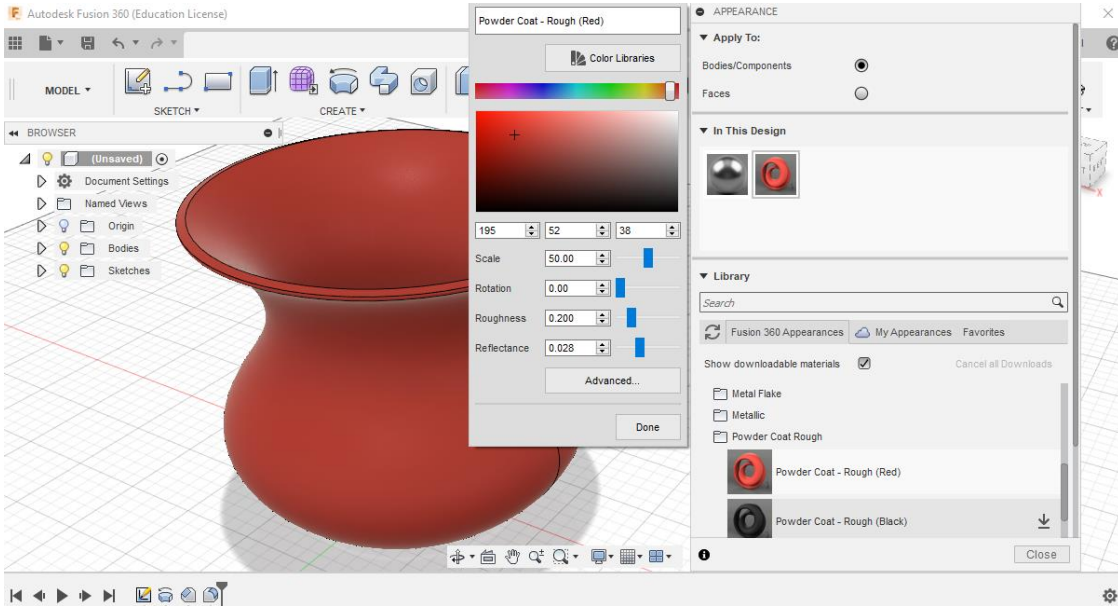 Autodesk Fusion 360 (Education License)
MODEL
SKETCH
CREATE
BROWSER
(Unsaved)
Document Settings
Named Views
Origin
Bodies
Sketches
Powder Coat - Rough (Red)
Color Libraries
195 52 38
Scale 50.00
Rotation 0.00
Roughness 0.200
Reflectance 0.028
Advanced...
Done
APPEARANCE
Apply To:
Bodies/Components
Faces
In This Design
Library
Search
Fusion 360 Appearances My Appearances Favorites
Show downloadable materials Cancel all Downloads
Metal Flake
Metallic
Powder Coat Rough
Powder Coat - Rough (Red)
Powder Coat - Rough (Black)
Close
X